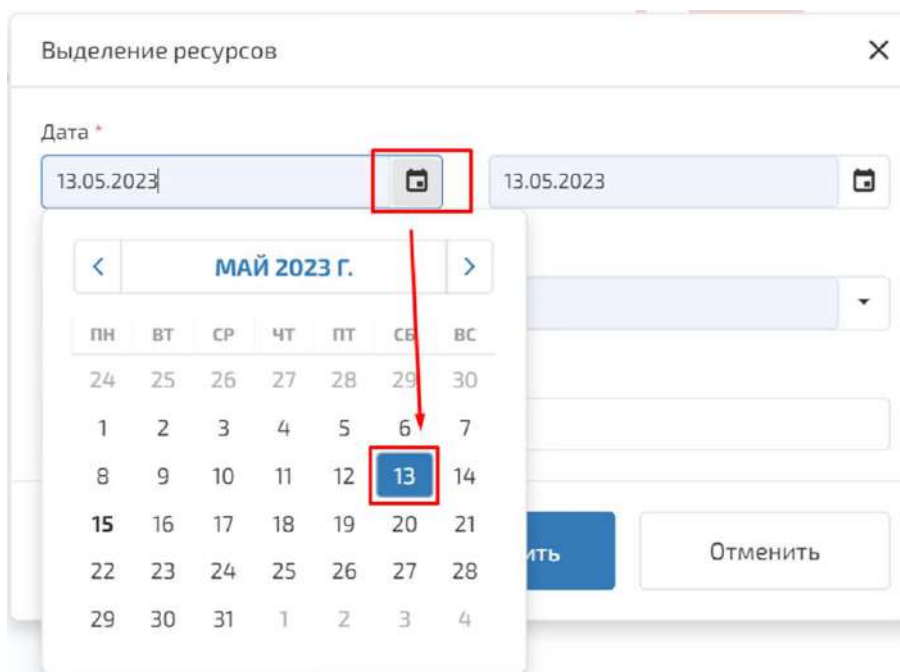 Выделение ресурсов
Дата *
13.05.2023 13.05.2023
МАЙ 2023 Г.
ПН ВТ СР ЧТ ПТ СБ ВС
24 25 26 27 28 29 30
1 2 3 4 5 6 7
8 9 10 11 12 13 14
15 16 17 18 19 20 21
ить Отменить
22 23 24 25 26 27 28
29 30 31 1 2 3 4